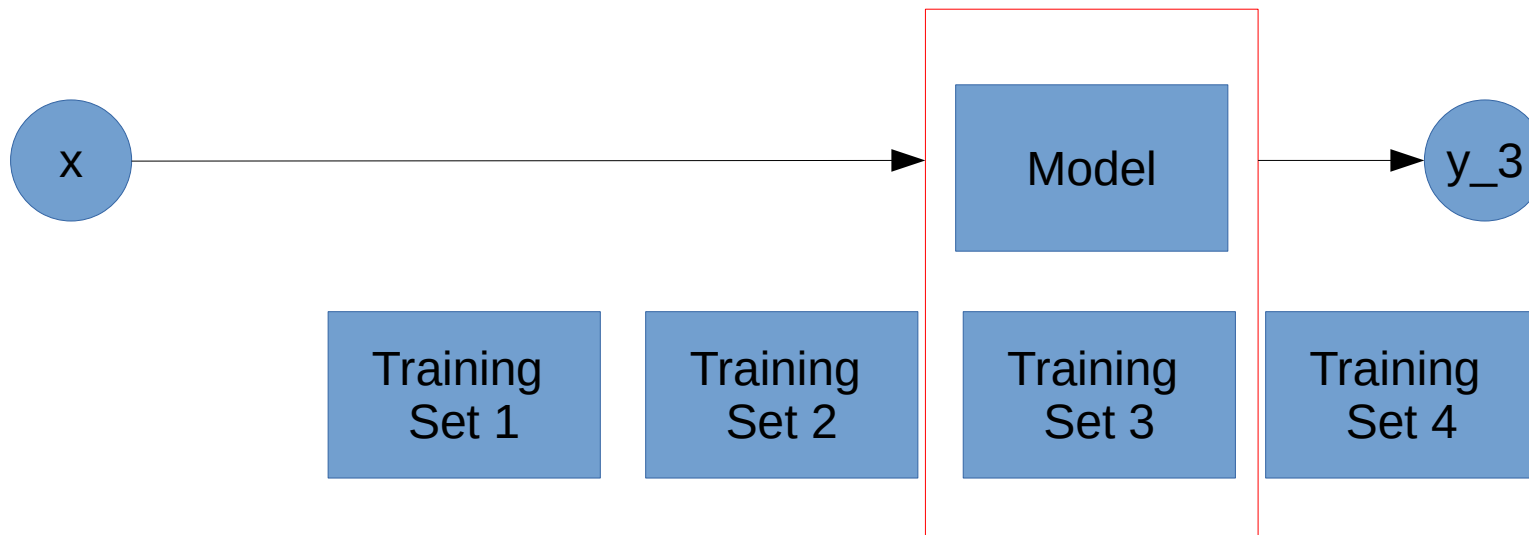 x
Model
y_3
Training
Set 1
Training
Set 2
Training
Set 3
Training
Set 4